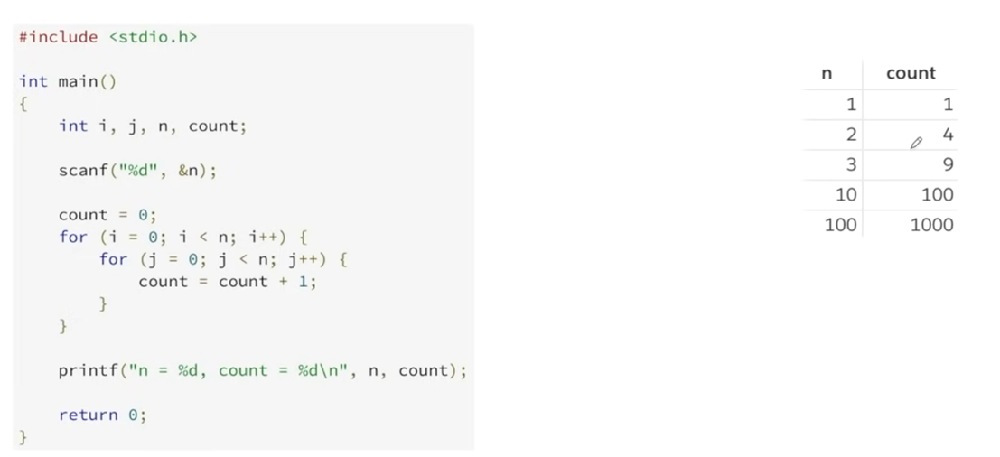 #include <stdio.h>
int main()
{
    int i, j, n, count;
    scanf("%d", &n);
    count = 0;
    for (i = 0; i < n; i++) {
        for (j = 0; j < n; j++) {
            count = count + 1;
        }
    }
    printf("n = %d, count = %d\n", n, count);
    return 0;
}
n count
1 1
2 4
3 9
10 100
100 1000